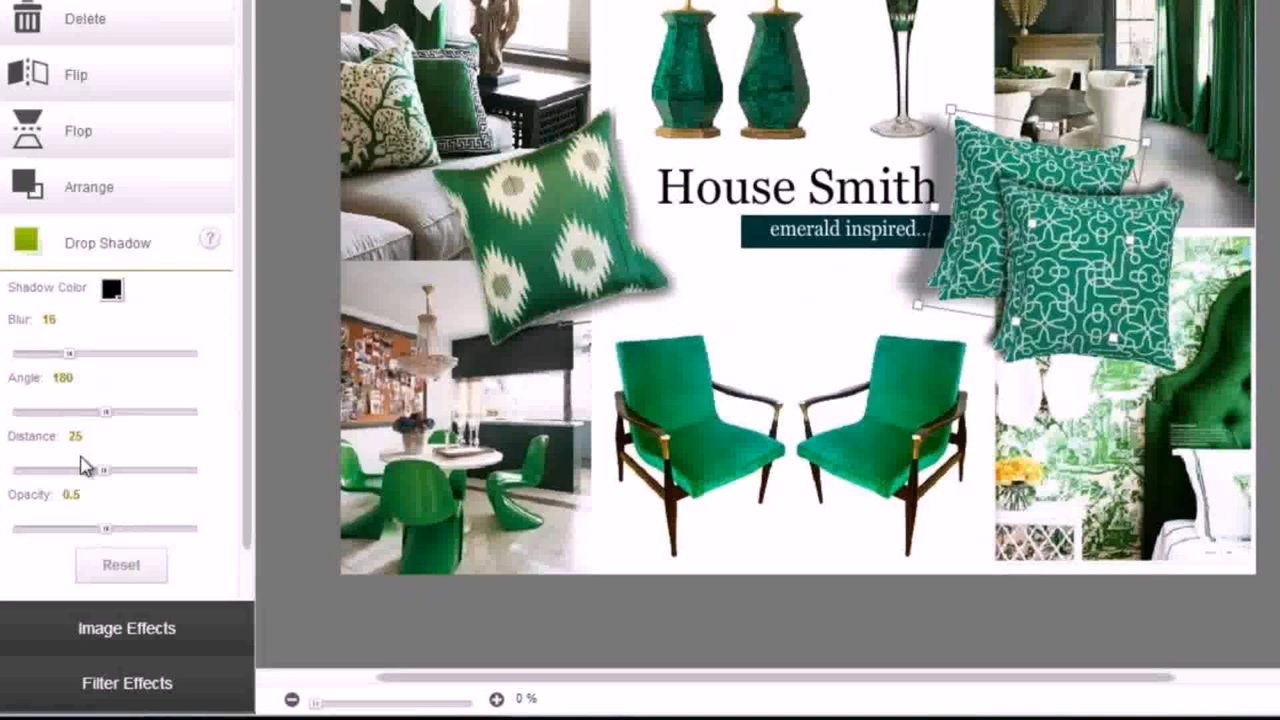 Delete
Flip
Flop
Arrange
Drop Shadow
?
Shadow Color
Blur: 16
Angle: 180
Distance: 25
Opacity: 0.5
Reset
Image Effects
Filter Effects
House Smith
emerald inspired...
0 %